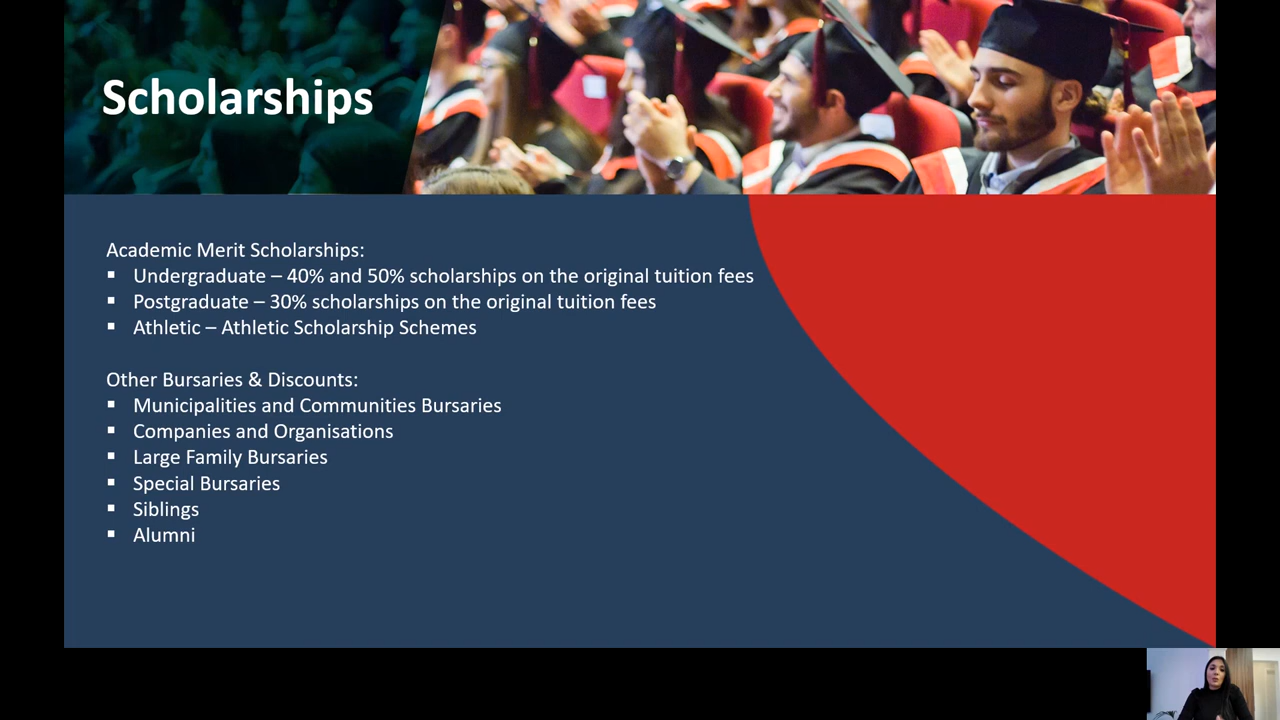 Scholarships
Academic Merit Scholarships:
▪ Undergraduate – 40% and 50% scholarships on the original tuition fees
▪ Postgraduate – 30% scholarships on the original tuition fees
▪ Athletic – Athletic Scholarship Schemes
Other Bursaries & Discounts:
▪ Municipalities and Communities Bursaries
▪ Companies and Organisations
▪ Large Family Bursaries
▪ Special Bursaries
▪ Siblings
▪ Alumni